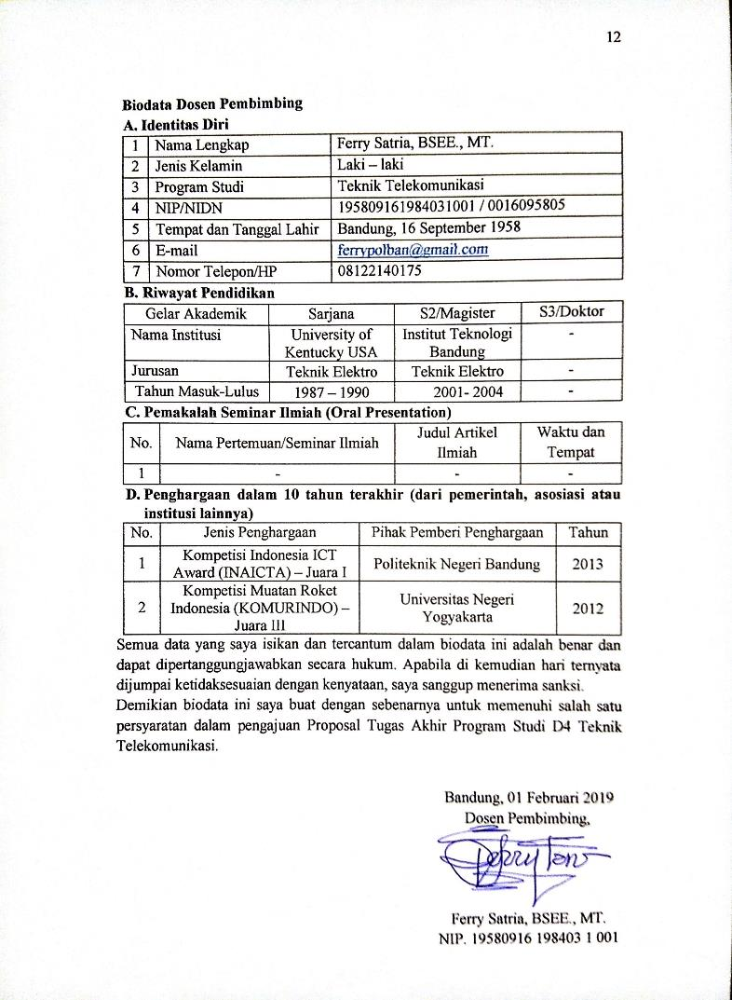 12
Biodata Dosen Pembimbing
A. Identitas Diri
1 Nama Lengkap Ferry Satria, BSEE., MT.
2 Jenis Kelamin Laki – laki
3 Program Studi Teknik Telekomunikasi
4 NIP/NIDN 195809161984031001 / 0016095805
5 Tempat dan Tanggal Lahir Bandung, 16 September 1958
6 E-mail ferrypolban@gmail.com
7 Nomor Telepon/HP 08122140175
B. Riwayat Pendidikan
Gelar Akademik Sarjana S2/Magister S3/Doktor
Nama Institusi University of Institut Teknologi -
Kentucky USA Bandung
Jurusan Teknik Elektro Teknik Elektro -
Tahun Masuk-Lulus 1987 – 1990 2001- 2004 -
C. Pemakalah Seminar Ilmiah (Oral Presentation)
No. Nama Pertemuan/Seminar Ilmiah Judul Artikel Waktu dan
Ilmiah Tempat
1 - - -
D. Penghargaan dalam 10 tahun terakhir (dari pemerintah, asosiasi atau
institusi lainnya)
No. Jenis Penghargaan Pihak Pemberi Penghargaan Tahun
1 Kompetisi Indonesia ICT Politeknik Negeri Bandung 2013
Award (INAICTA) – Juara I
2 Kompetisi Muatan Roket Universitas Negeri 2012
Indonesia (KOMURINDO) – Yogyakarta
Juara III
Semua data yang saya isikan dan tercantum dalam biodata ini adalah benar dan
dapat dipertanggungjawabkan secara hukum. Apabila di kemudian hari ternyata
dijumpai ketidaksesuaian dengan kenyataan, saya sanggup menerima sanksi.
Demikian biodata ini saya buat dengan sebenarnya untuk memenuhi salah satu
persyaratan dalam pengajuan Proposal Tugas Akhir Program Studi D4 Teknik
Telekomunikasi.
Bandung, 01 Februari 2019
Dosen Pembimbing,
Ferry Satria, BSEE., MT.
NIP. 19580916 198403 1 001